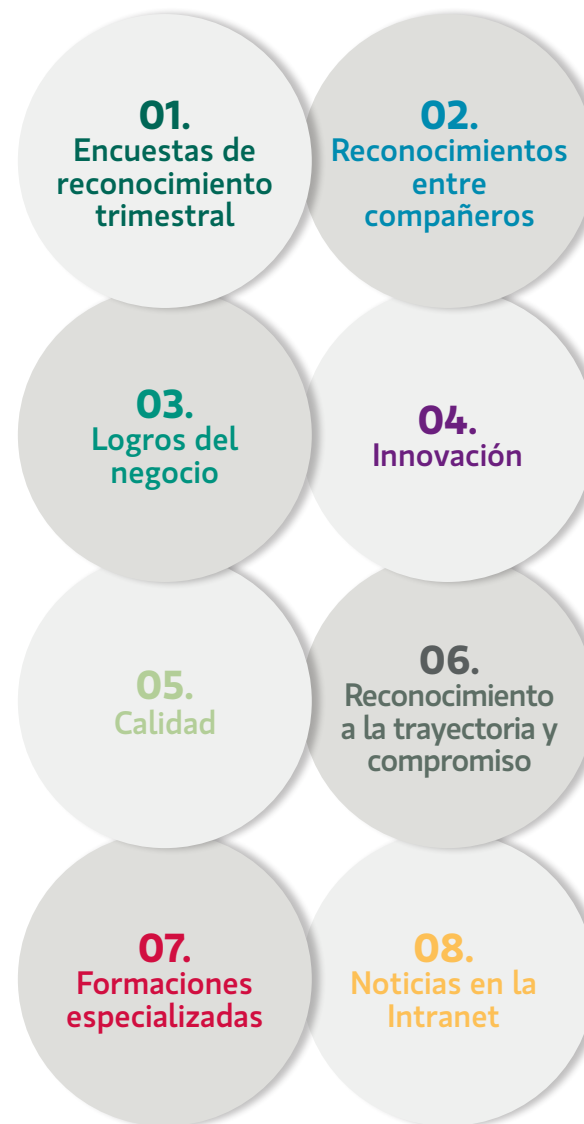 01.
Encuestas de
reconocimiento
trimestral
02.
Reconocimientos
entre
compañeros
03.
Logros del
negocio
04.
Innovación
05.
Calidad
06.
Reconocimiento
a la trayectoria y
compromiso
07.
Formaciones
especializadas
08.
Noticias en la
Intranet